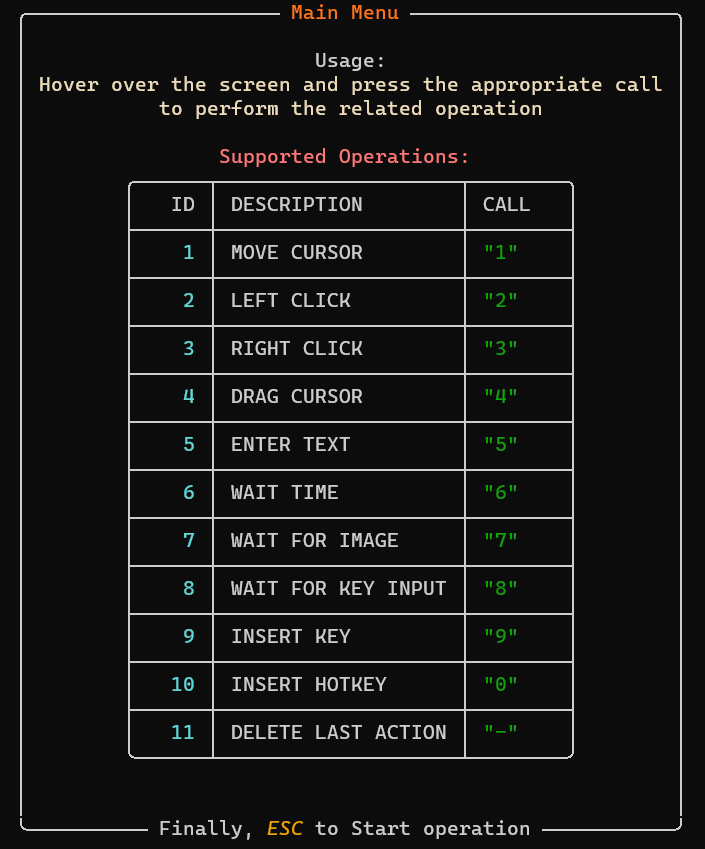 Main Menu
Usage:
Hover over the screen and press the appropriate call
to perform the related operation
Supported Operations:
ID DESCRIPTION CALL
1 MOVE CURSOR "1"
2 LEFT CLICK "2"
3 RIGHT CLICK "3"
4 DRAG CURSOR "4"
5 ENTER TEXT "5"
6 WAIT TIME "6"
7 WAIT FOR IMAGE "7"
8 WAIT FOR KEY INPUT "8"
9 INSERT KEY "9"
10 INSERT HOTKEY "0"
11 DELETE LAST ACTION "-"
Finally, ESC to Start operation